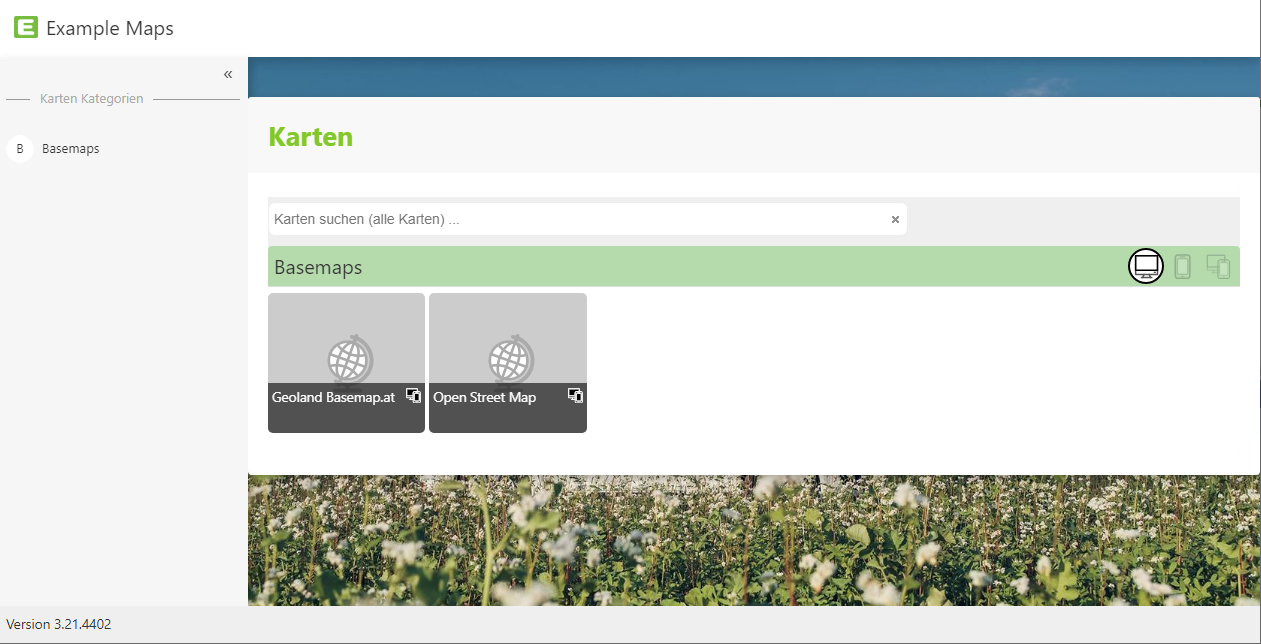 E Example Maps
«
Karten Kategorien
B Basemaps
Karten
Karten suchen (alle Karten) ... ×
Basemaps
Geoland Basemap.at
Open Street Map
Version 3.21.4402